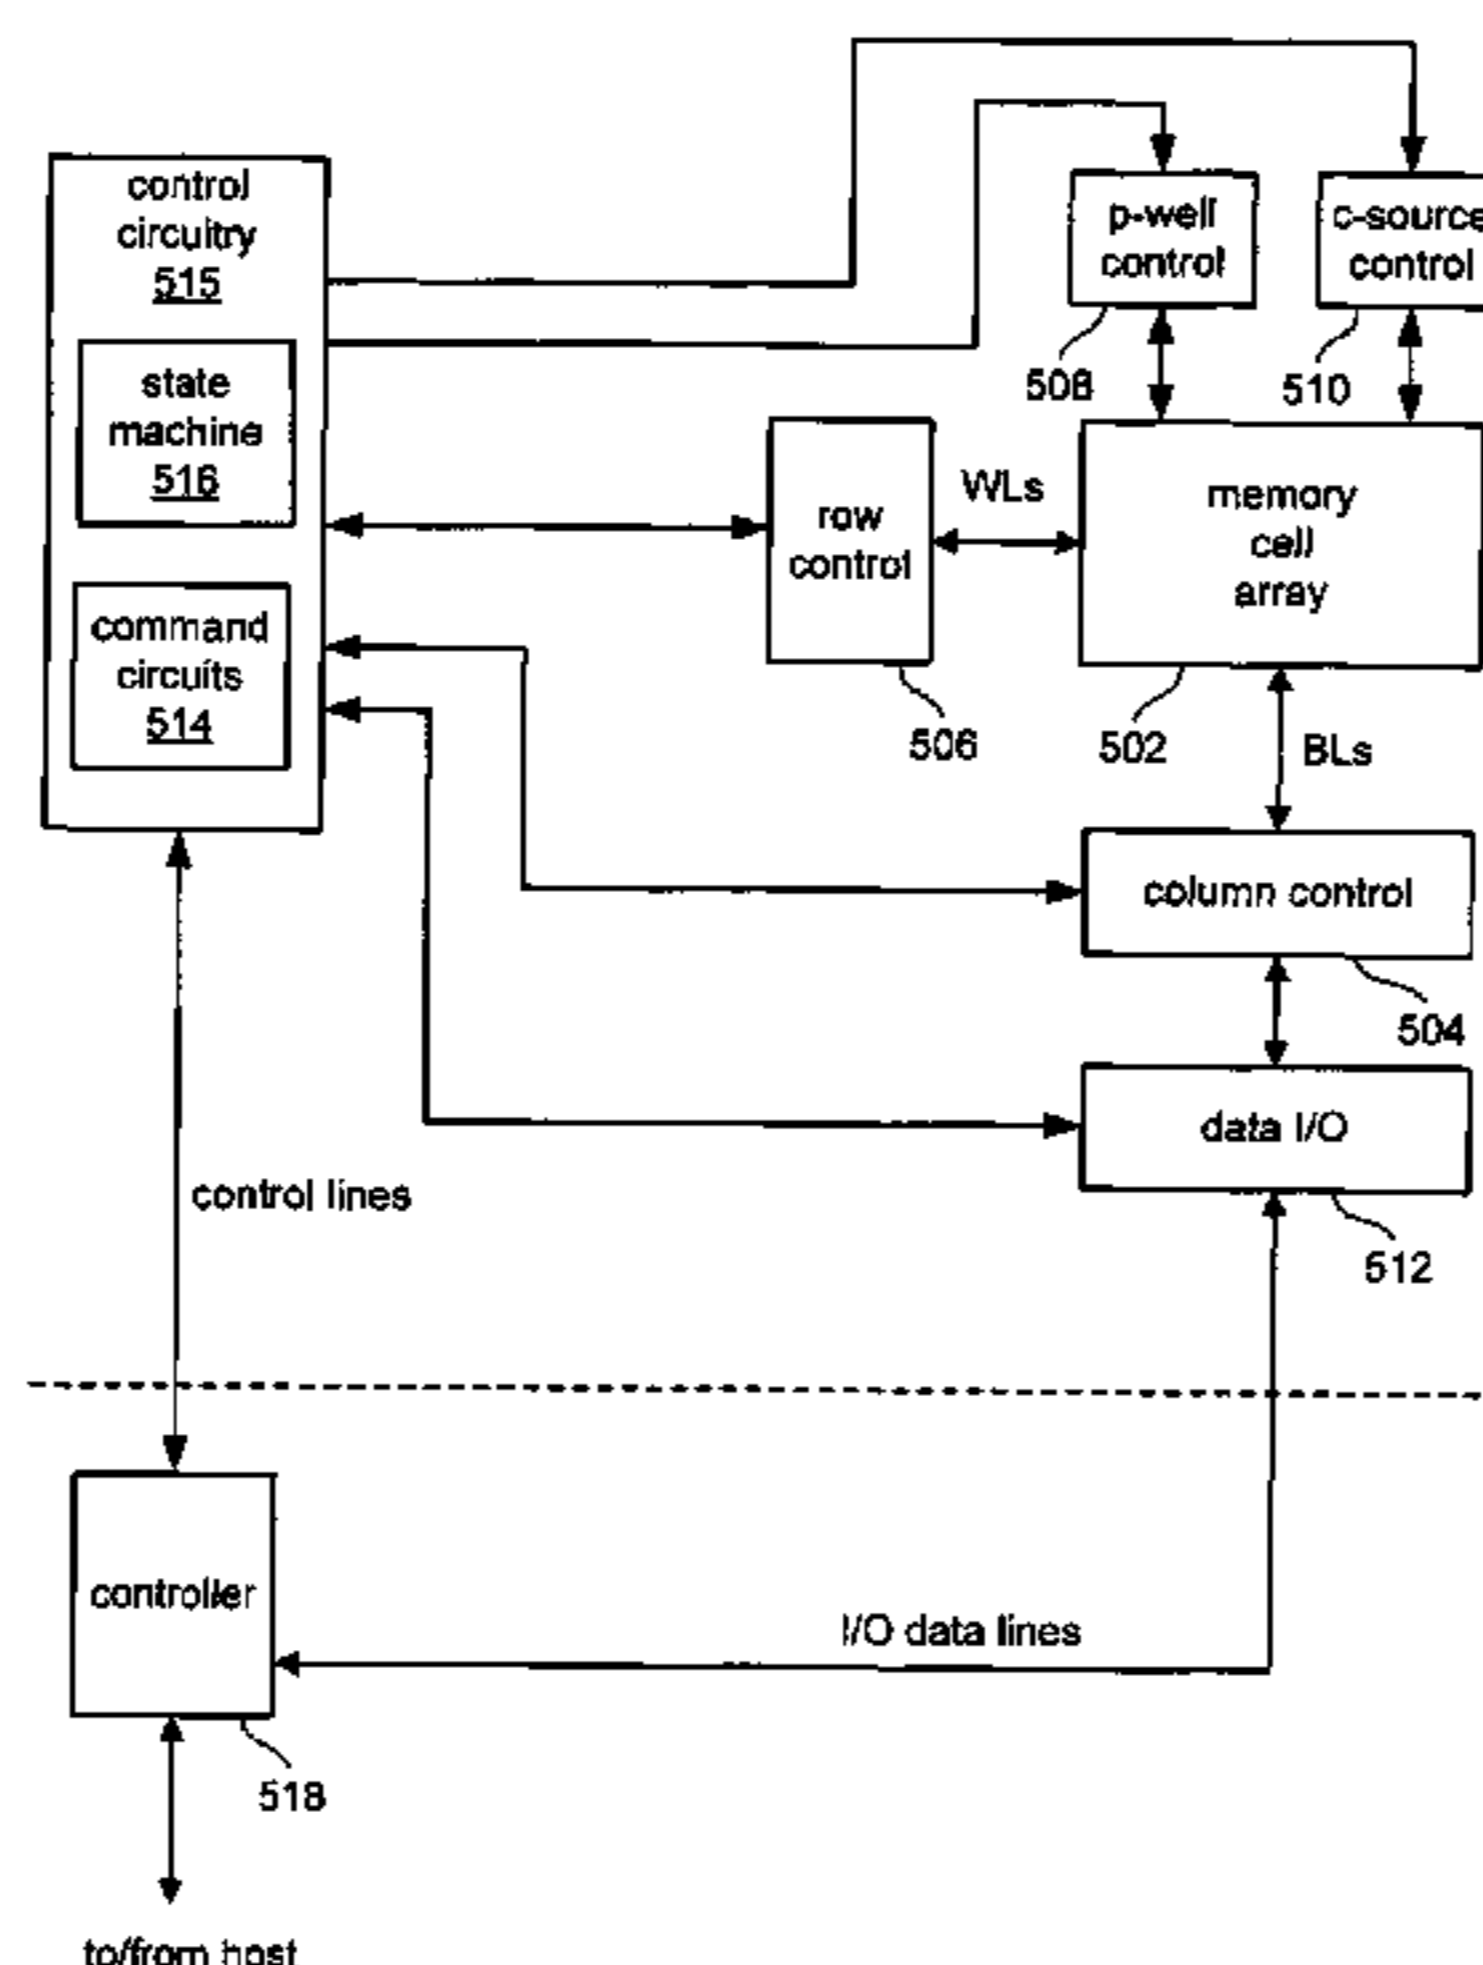 control
circuitry
515
state
machine
516
command
circuits
514
p-well
control
508
c-source
control
510
row
control
506
WLs
memory
cell
array
502
BLs
column control
504
data I/O
512
control lines
controller
518
I/O data lines
to/from host